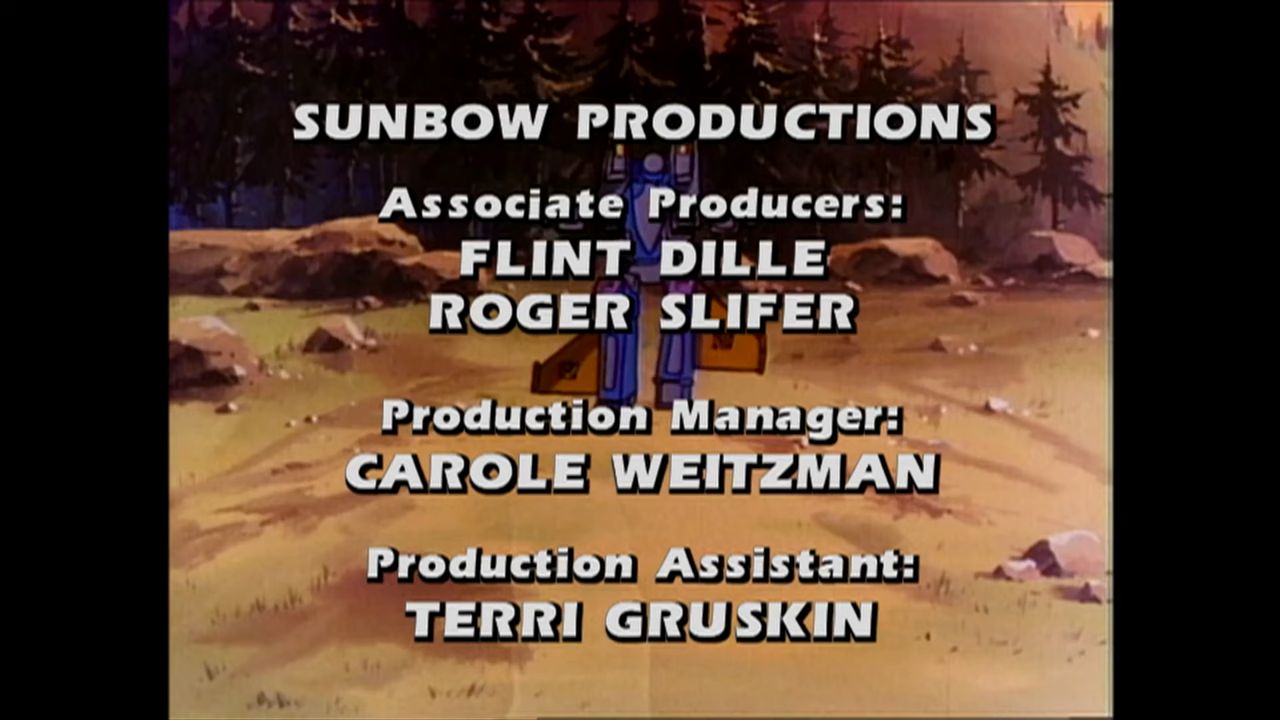 SUNBOW PRODUCTIONS
Associate Producers:
FLINT DILLE
ROGER SLIFER
Production Manager:
CAROLE WEITZMAN
Production Assistant:
TERRI GRUSKIN